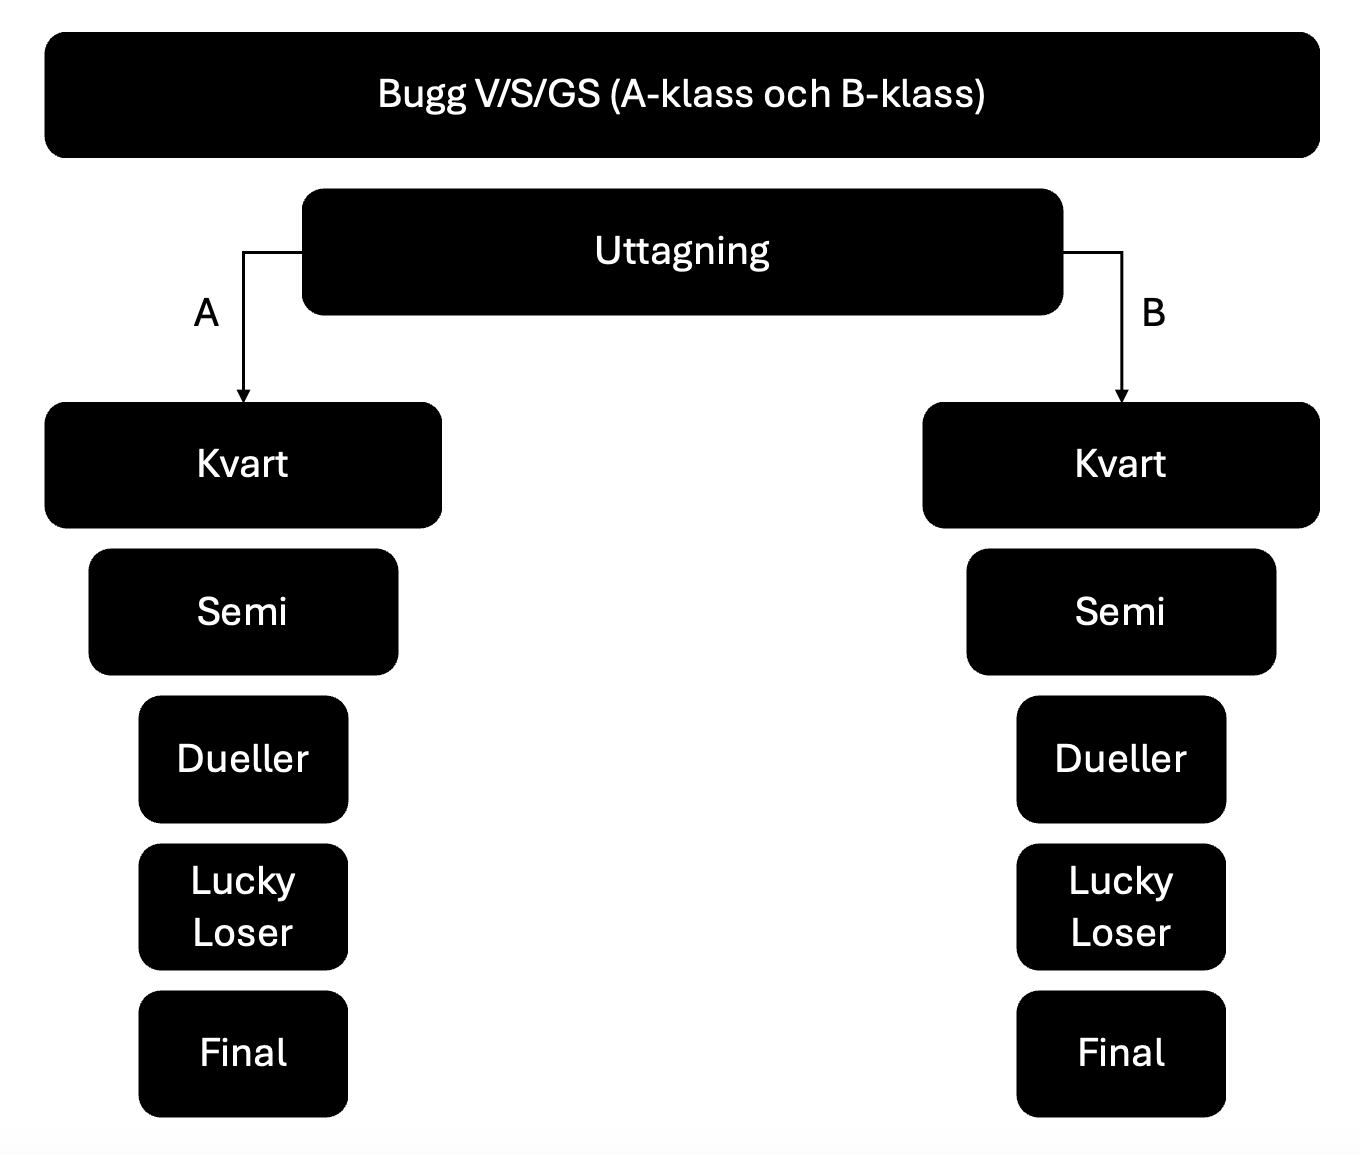 Bugg V/S/GS (A-klass och B-klass)
Uttagning
A
B
Kvart
Kvart
Semi
Semi
Dueller
Dueller
Lucky
Loser
Lucky
Loser
Final
Final